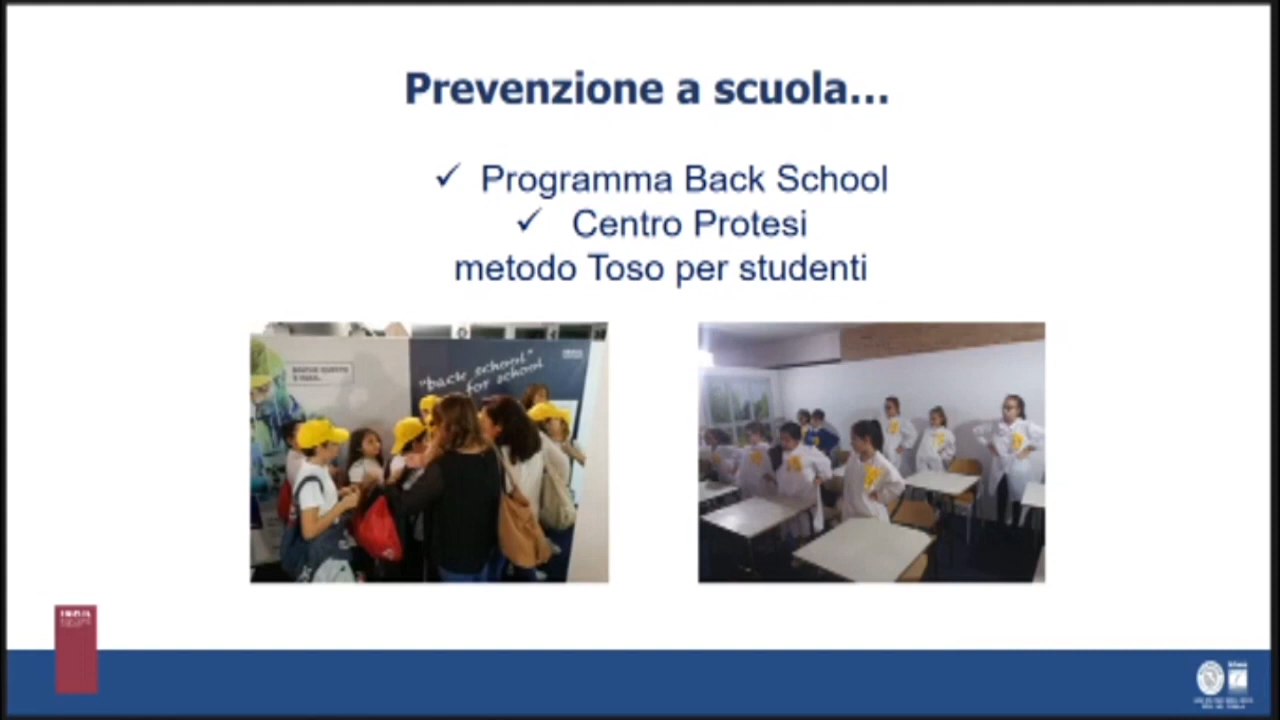 Prevenzione a scuola...
✓ Programma Back School
✓ Centro Protesi
metodo Toso per studenti
"back school"
for school